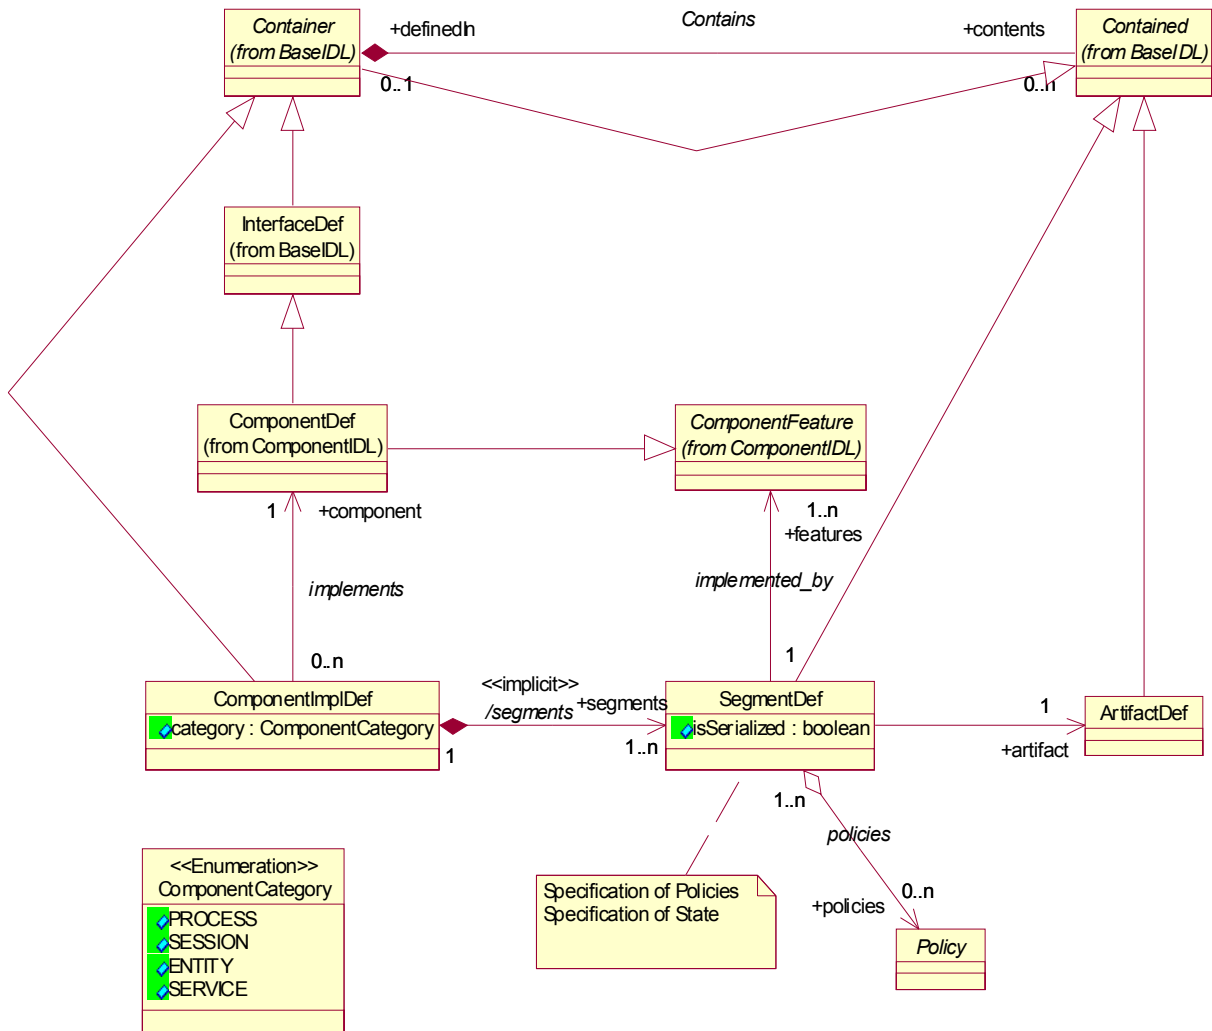 Container
(from BaseIDL)
+definedIn
Contains
+contents
Contained
(from BaseIDL)
0..1
0..n
InterfaceDef
(from BaseIDL)
ComponentDef
(from ComponentIDL)
ComponentFeature
(from ComponentIDL)
1
+component
1..n
+features
implements
implemented_by
0..n
1
ComponentImplDef
category : ComponentCategory
<<implicit>>
/segments
+segments
1
1..n
SegmentDef
isSerialized : boolean
1
+artifact
ArtifactDef
1..n
policies
0..n
+policies
Policy
<<Enumeration>>
ComponentCategory
PROCESS
SESSION
ENTITY
SERVICE
Specification of Policies
Specification of State